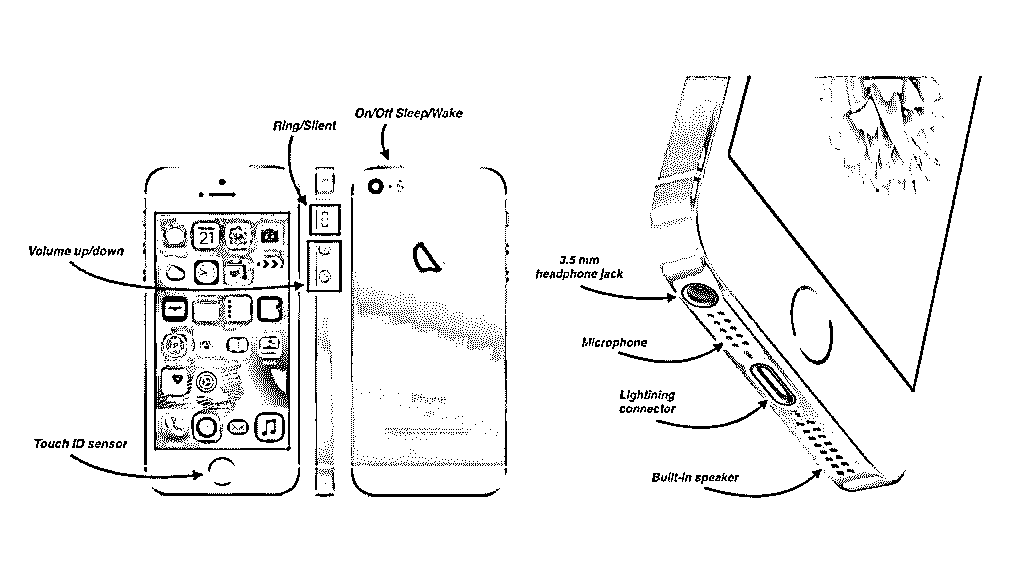 Ring/Silent
On/Off Sleep/Wake
Volume up/down
21
Touch ID sensor
3.5 mm
headphone jack
Microphone
Lightining
connector
Built-in speaker